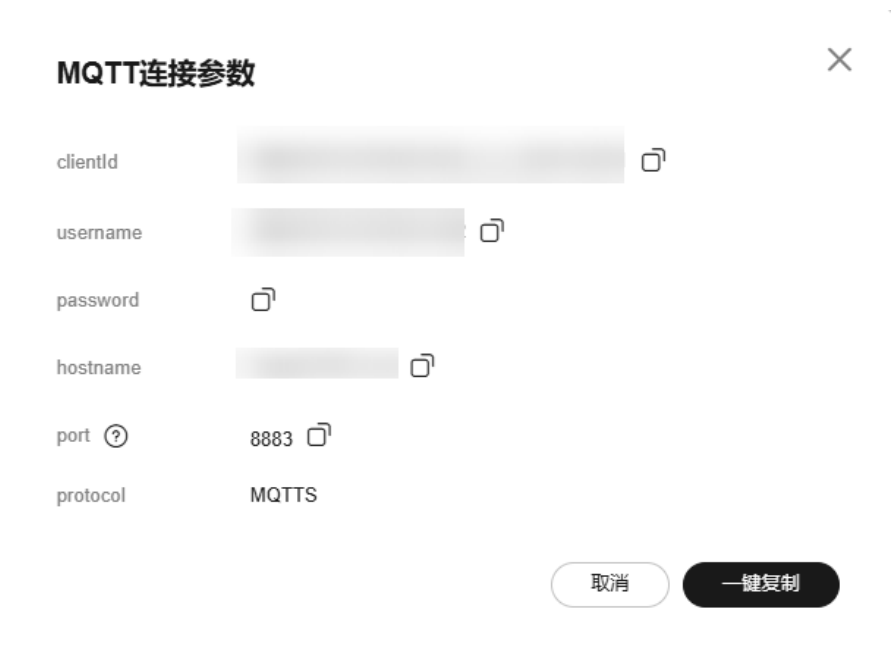 MQTT连接参数
clientId
username
password
hostname
port ? 8883
protocol MQTTS
取消 一键复制